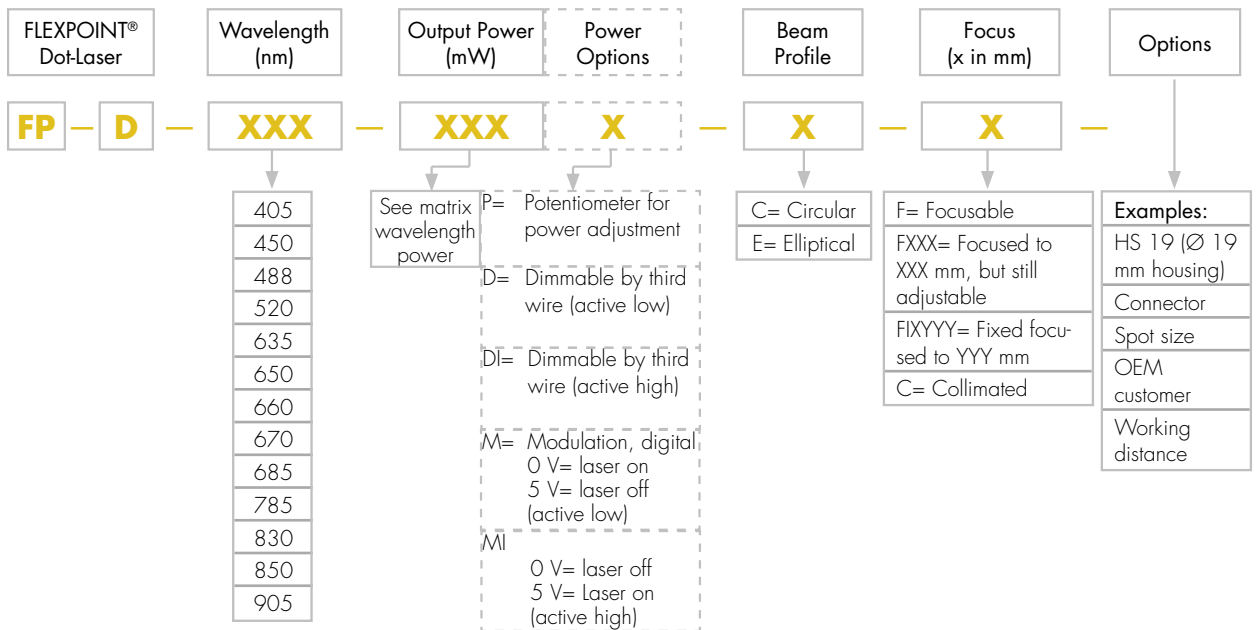 FLEXPOINT®
Dot-Laser
Wavelength
(nm)
Output Power
(mW)
Power
Options
Beam
Profile
Focus
(x in mm)
Options
FP — D — XXX — XXX X — X — X —
405
450
488
520
635
650
660
670
685
785
830
850
905
See matrix
wavelength
power
P= Potentiometer for
power adjustment
D= Dimmable by third
wire (active low)
DI= Dimmable by third
wire (active high)
M= Modulation, digital
0 V= laser on
5 V= laser off
(active low)
MI
0 V= laser off
5 V= Laser on
(active high)
C= Circular
E= Elliptical
F= Focusable
FXXX= Focused to
XXX mm, but still
adjustable
FIXYYY= Fixed focu-
sed to YYY mm
C= Collimated
Examples:
HS 19 (Ø 19
mm housing)
Connector
Spot size
OEM
customer
Working
distance